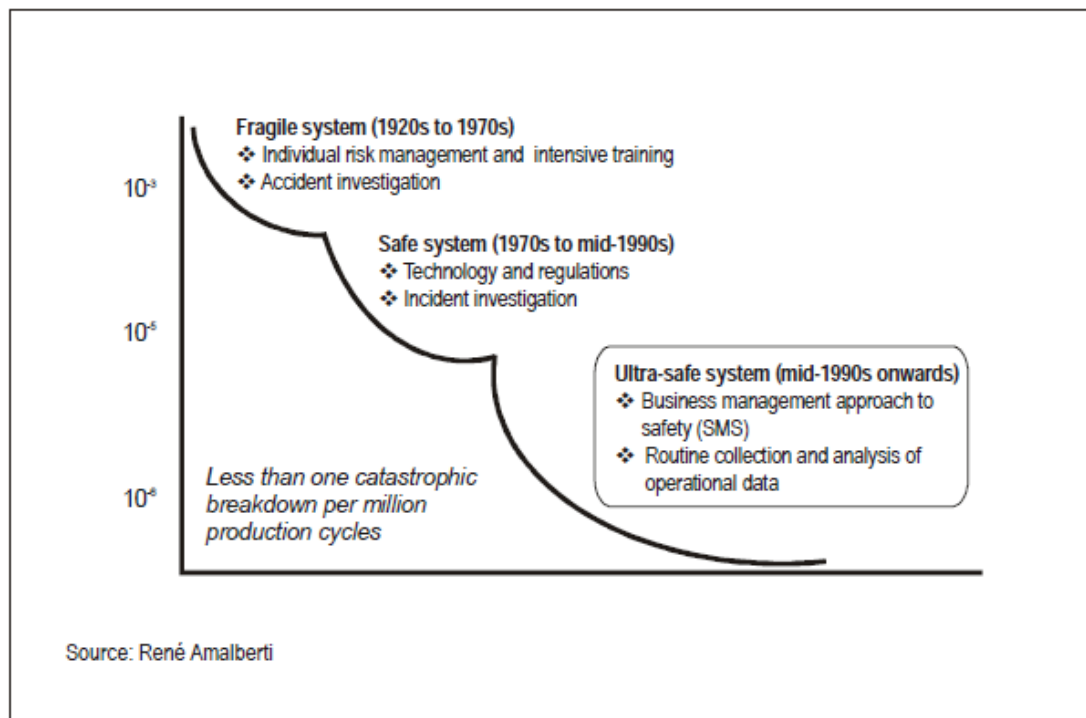 Fragile system (1920s to 1970s)
❖ Individual risk management and intensive training
❖ Accident investigation
10⁻³
Safe system (1970s to mid-1990s)
❖ Technology and regulations
❖ Incident investigation
10⁻⁵
Ultra-safe system (mid-1990s onwards)
❖ Business management approach to
safety (SMS)
❖ Routine collection and analysis of
operational data
Less than one catastrophic
breakdown per million
production cycles
10⁻⁶
Source: René Amalberti